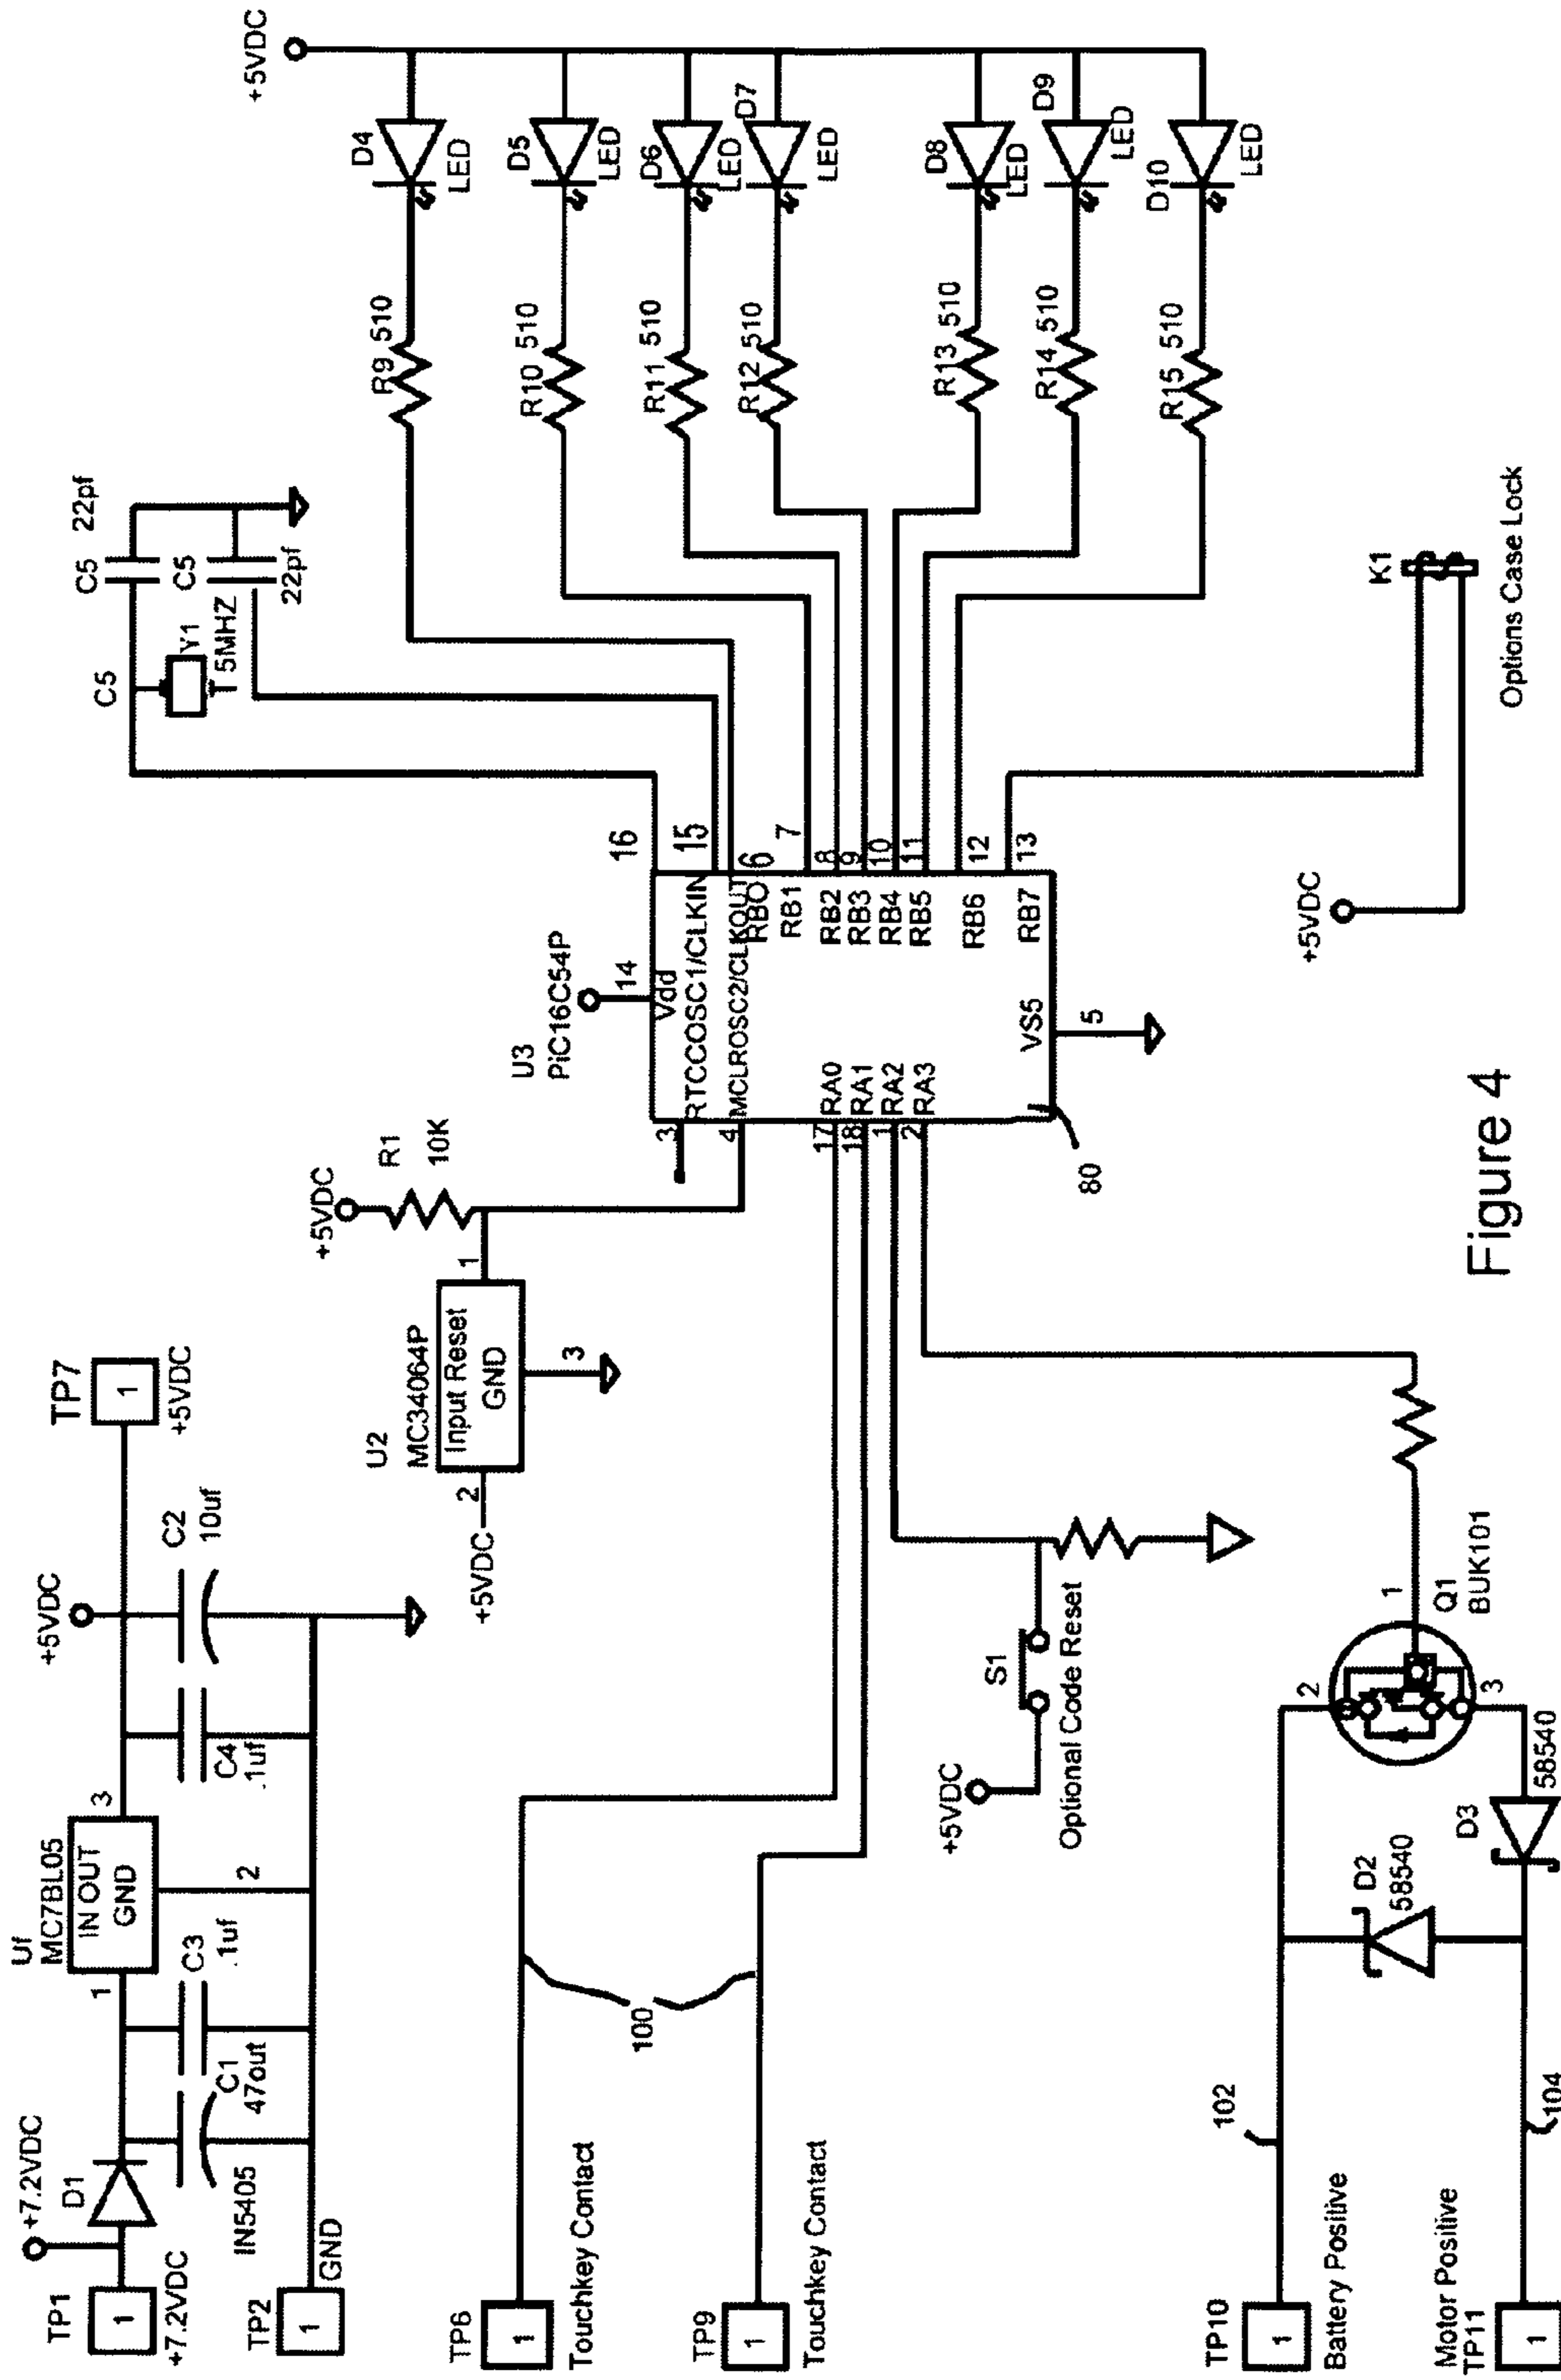 TP1
1
+7.2VDC
+7.2VDC
D1
IN5405
C1
47out
C3
.1uf
Uf
MC7BL05
IN OUT
GND
1
2
3
C4
.1uf
+5VDC
C2
10uf
TP7
1
+5VDC
TP2
1
GND
U2
MC34064P
Input Reset
GND
+5VDC
2
1
3
+5VDC
R1
10K
U3
PiC16C54P
14
Vdd
3
4
17
18
1
2
RTCCOSC1/CLKIN
MCLROSC2/CLKOUT
RA0
RA1
RA2
RA3
VS5
5
80
RBO
RB1
RB2
RB3
RB4
RB5
RB6
RB7
16
15
6
7
8
9
10
11
12
13
C5
Y1
5MHZ
C5
22pf
C5
22pf
+5VDC
R9
510
D4
LED
R10
510
D5
LED
R11
510
D6
LED
R12
510
D7
LED
R13
510
D8
LED
R14
510
D9
LED
R15
510
D10
LED
+5VDC
K1
Options Case Lock
TP6
1
Touchkey Contact
100
TP9
1
Touchkey Contact
+5VDC
S1
Optional Code Reset
TP10
1
Battery Positive
102
Motor Positive
TP11
1
104
D2
58540
D3
58540
2
3
1
Q1
BUK101
Figure 4